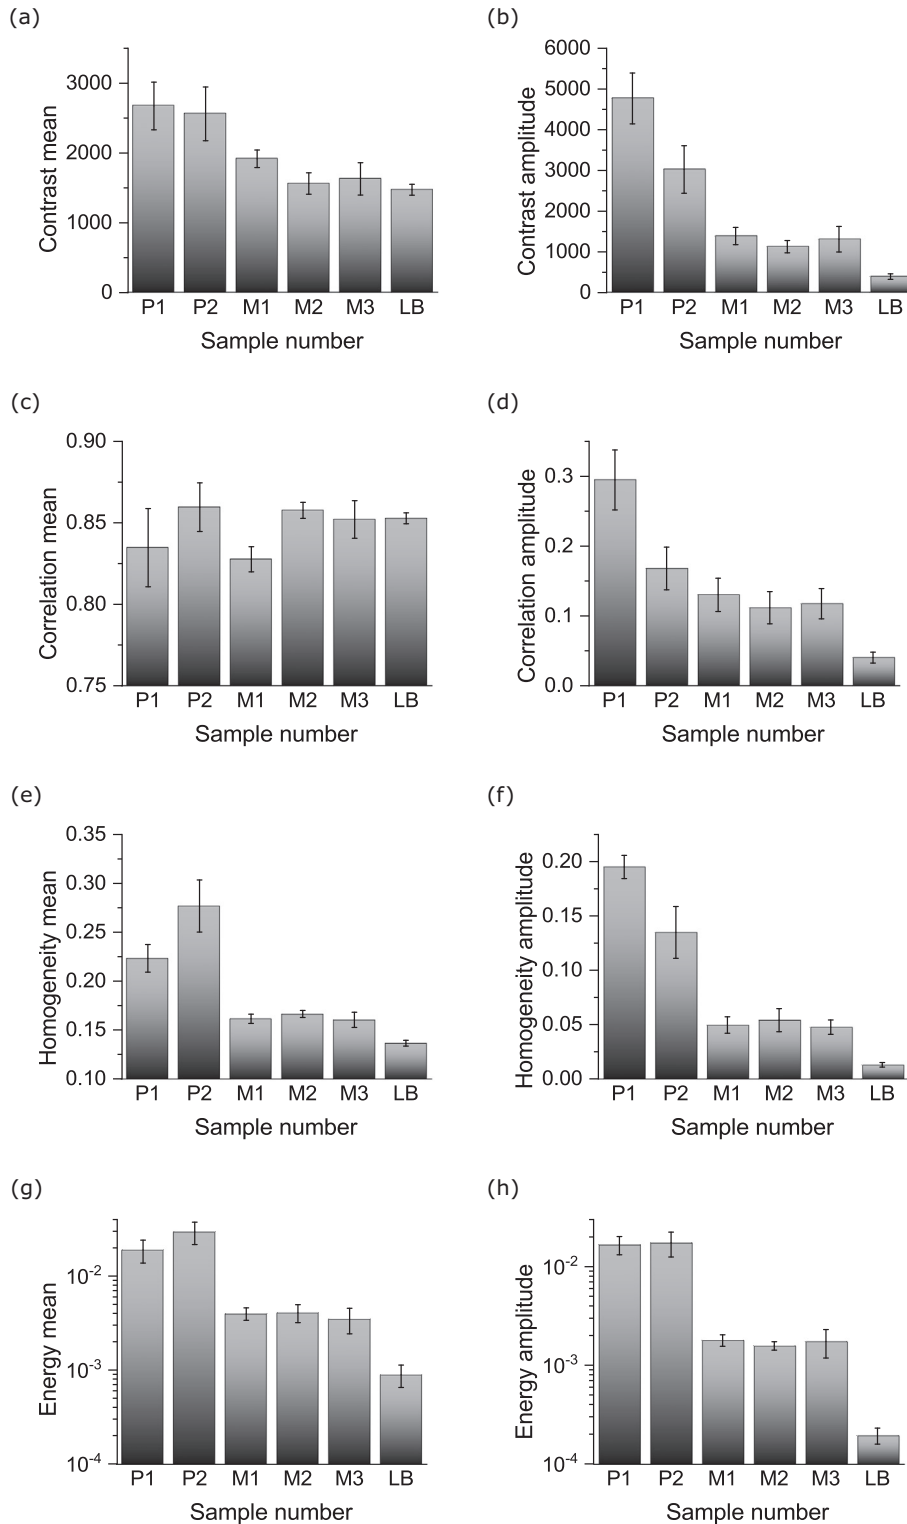 (a)
Contrast mean
3000
2000
1000
0
P1 P2 M1 M2 M3 LB
Sample number
(b)
Contrast amplitude
6000
5000
4000
3000
2000
1000
0
P1 P2 M1 M2 M3 LB
Sample number
(c)
Correlation mean
0.90
0.85
0.80
0.75
P1 P2 M1 M2 M3 LB
Sample number
(d)
Correlation amplitude
0.3
0.2
0.1
0.0
P1 P2 M1 M2 M3 LB
Sample number
(e)
Homogeneity mean
0.35
0.30
0.25
0.20
0.15
0.10
P1 P2 M1 M2 M3 LB
Sample number
(f)
Homogeneity amplitude
0.20
0.15
0.10
0.05
0.00
P1 P2 M1 M2 M3 LB
Sample number
(g)
Energy mean
10⁻²
10⁻³
10⁻⁴
P1 P2 M1 M2 M3 LB
Sample number
(h)
Energy amplitude
10⁻²
10⁻³
10⁻⁴
P1 P2 M1 M2 M3 LB
Sample number